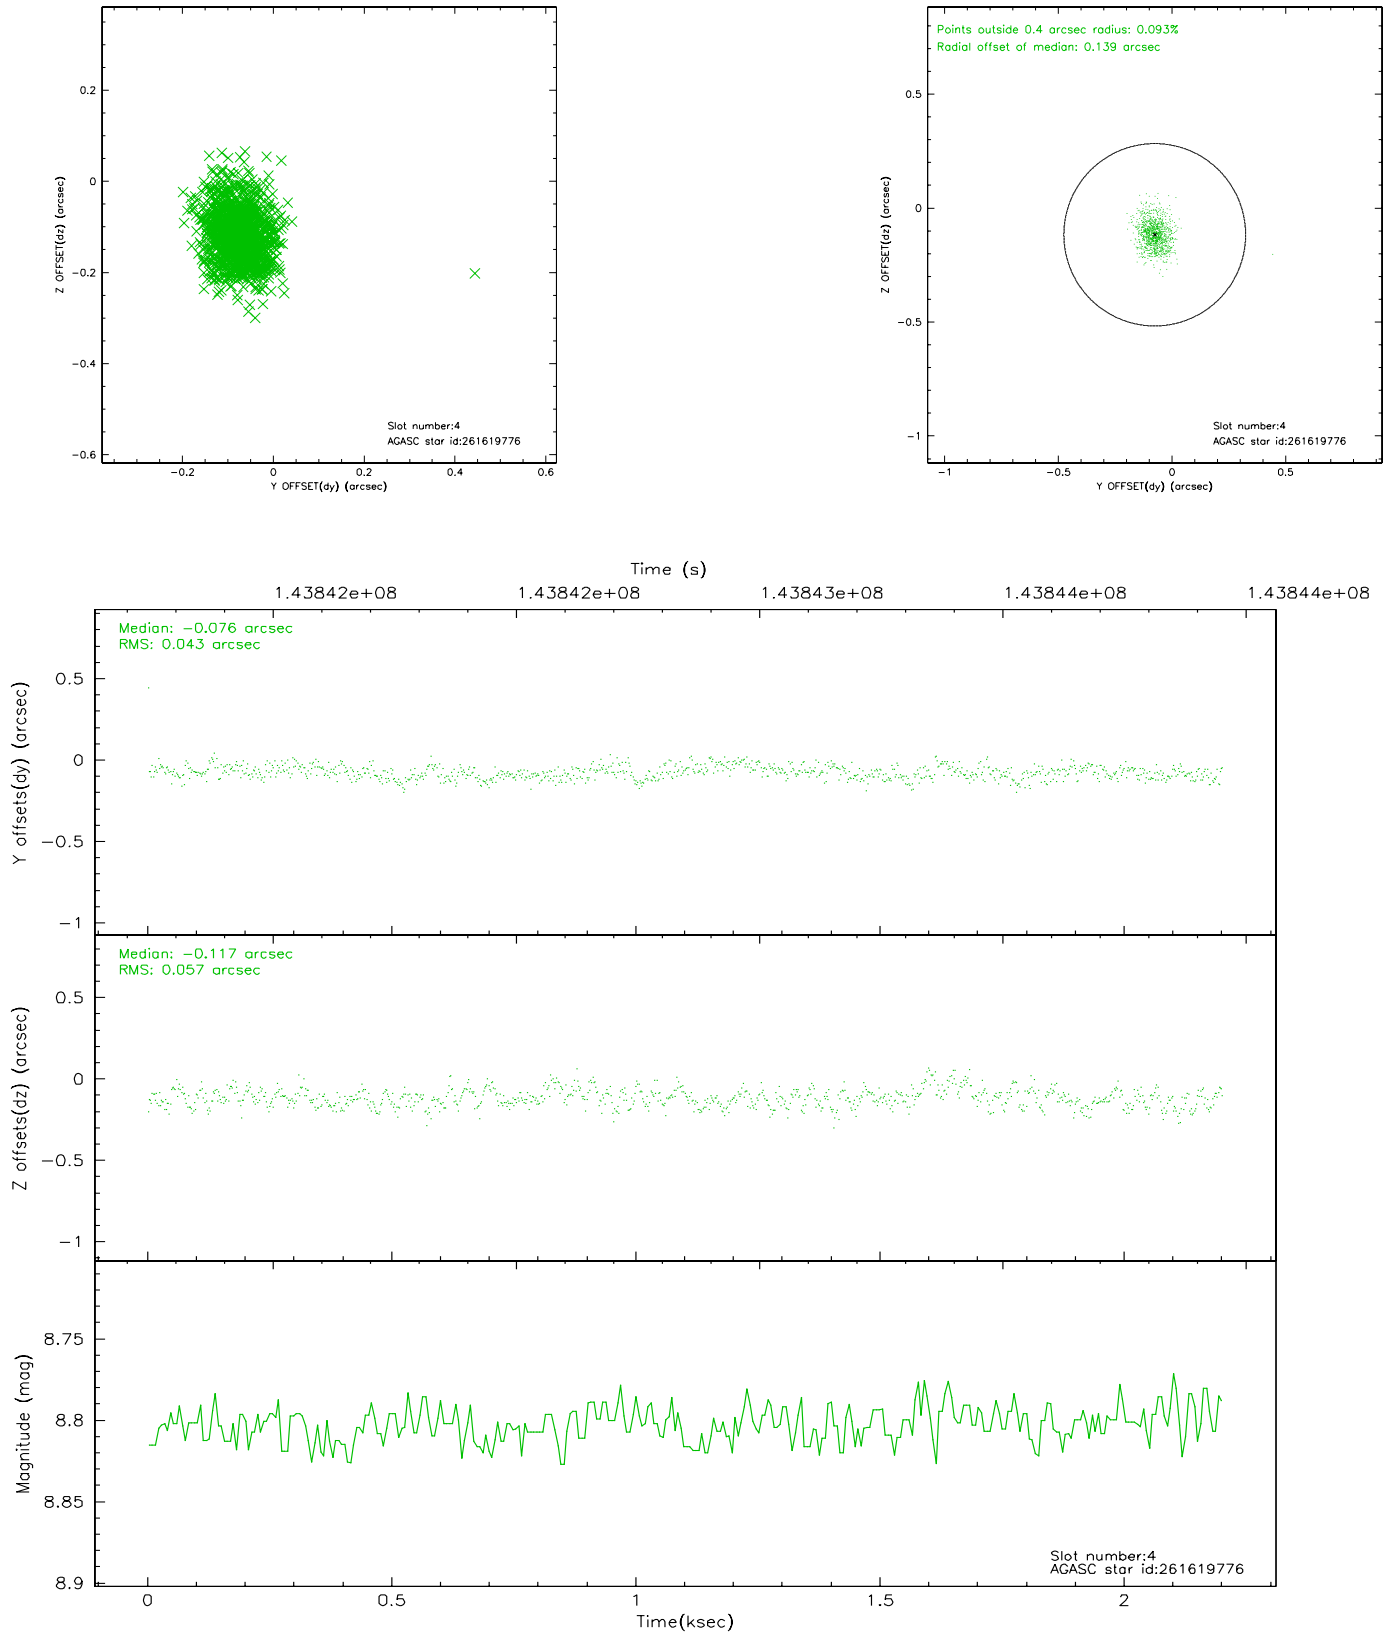 0.2
0
−0.2
−0.4
−0.6
Z OFFSET(dz) (arcsec)
Slot number:4
AGASC star id:261619776
−0.2 0 0.2 0.4 0.6
Y OFFSET(dy) (arcsec)
Points outside 0.4 arcsec radius: 0.093%
Radial offset of median: 0.139 arcsec
0.5
0
−0.5
−1
Z OFFSET(dz) (arcsec)
Slot number:4
AGASC star id:261619776
−1 −0.5 0 0.5
Y OFFSET(dy) (arcsec)
Time (s)
1.43842e+08 1.43842e+08 1.43843e+08 1.43844e+08 1.43844e+08
Median: −0.076 arcsec
RMS: 0.043 arcsec
0.5
0
−0.5
−1
Y offsets(dy) (arcsec)
Median: −0.117 arcsec
RMS: 0.057 arcsec
0.5
0
−0.5
−1
Z offsets(dz) (arcsec)
8.75
8.8
8.85
8.9
Magnitude (mag)
Slot number:4
AGASC star id:261619776
0 0.5 1 1.5 2
Time(ksec)